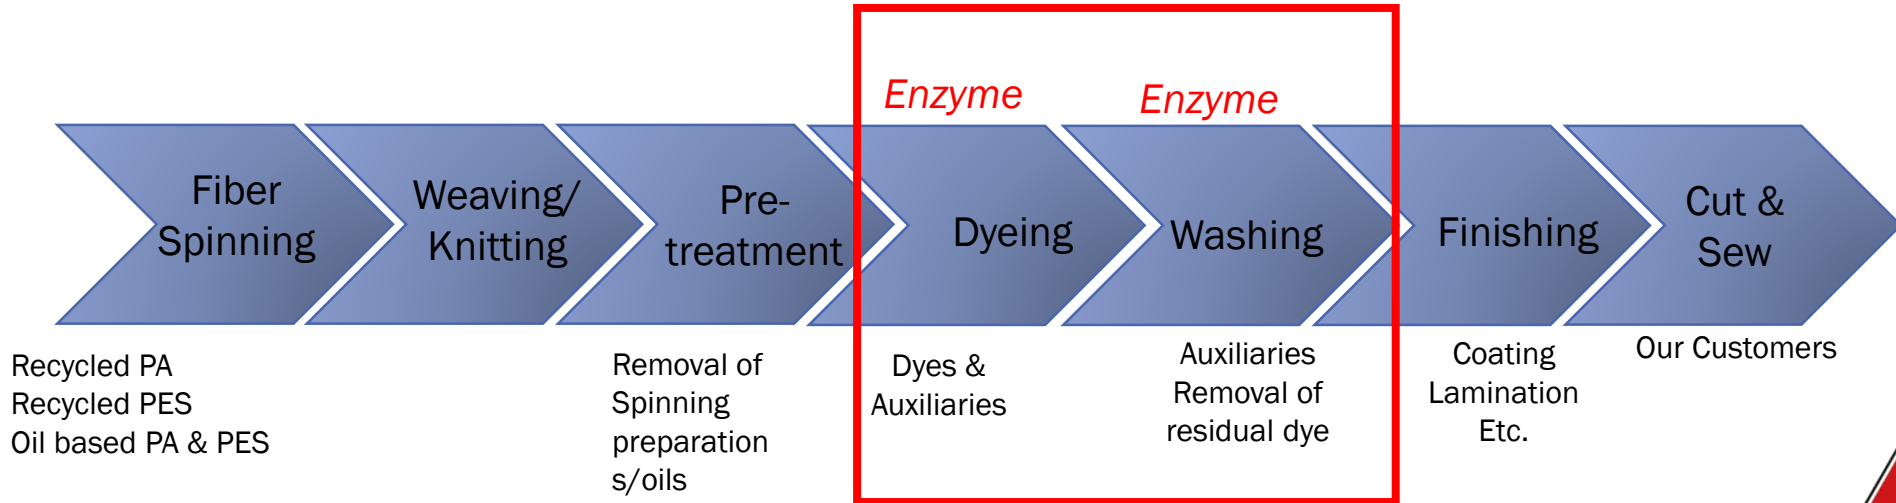 Enzyme
Enzyme
Fiber
Spinning
Weaving/
Knitting
Pre-
treatment
Dyeing
Washing
Finishing
Cut &
Sew
Recycled PA
Recycled PES
Oil based PA & PES
Removal of
Spinning
preparation
s/oils
Dyes &
Auxiliaries
Auxiliaries
Removal of
residual dye
Coating
Lamination
Etc.
Our Customers